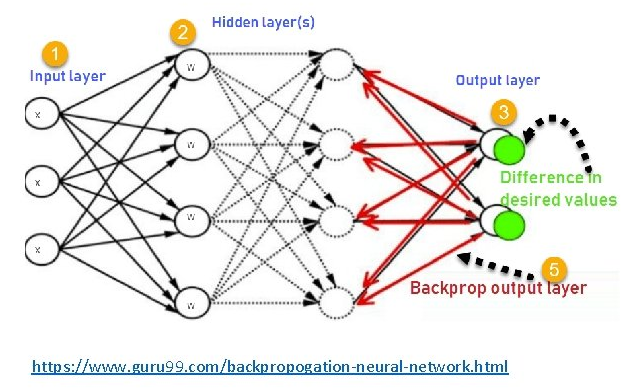 Hidden layer(s)
2
1
Input layer
Output layer
3
x
x
x
w
w
w
w
Difference in
desired values
5
Backprop output layer
https://www.guru99.com/backpropogation-neural-network.html